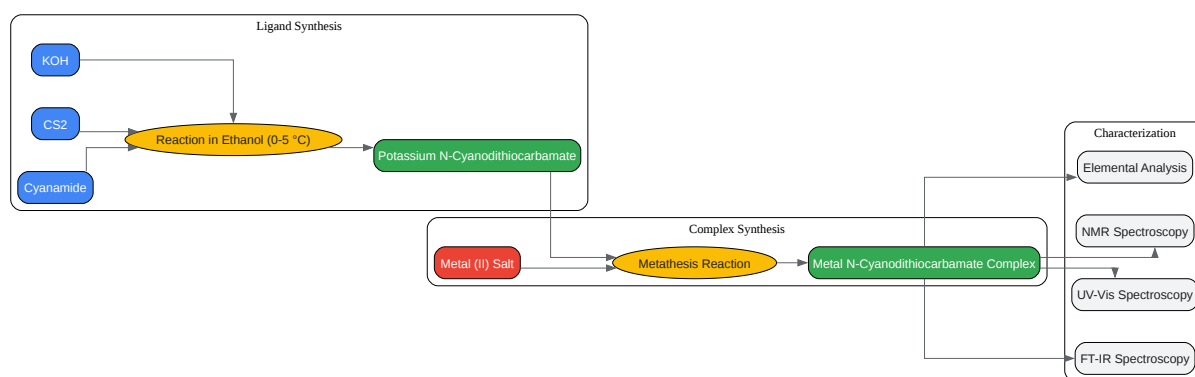 Ligand Synthesis
KOH
CS2
Reaction in Ethanol (0-5 °C)
Cyanamide
Potassium N-Cyanodithiocarbamate
Complex Synthesis
Metal (II) Salt
Metathesis Reaction
Metal N-Cyanodithiocarbamate Complex
Characterization
Elemental Analysis
NMR Spectroscopy
UV-Vis Spectroscopy
FT-IR Spectroscopy